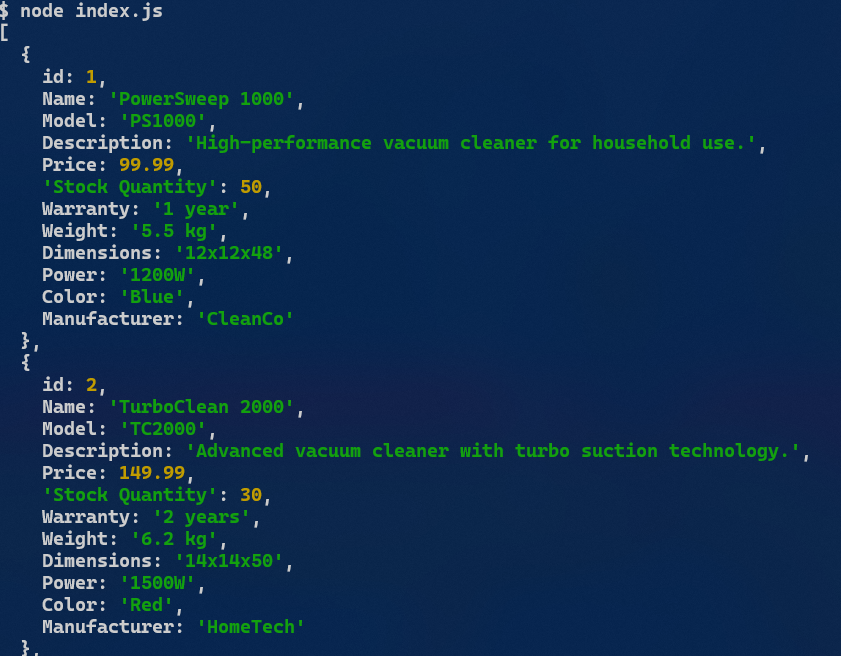 $ node index.js
[
  {
    id: 1,
    Name: 'PowerSweep 1000',
    Model: 'PS1000',
    Description: 'High-performance vacuum cleaner for household use.',
    Price: 99.99,
    'Stock Quantity': 50,
    Warranty: '1 year',
    Weight: '5.5 kg',
    Dimensions: '12x12x48',
    Power: '1200W',
    Color: 'Blue',
    Manufacturer: 'CleanCo'
  },
  {
    id: 2,
    Name: 'TurboClean 2000',
    Model: 'TC2000',
    Description: 'Advanced vacuum cleaner with turbo suction technology.',
    Price: 149.99,
    'Stock Quantity': 30,
    Warranty: '2 years',
    Weight: '6.2 kg',
    Dimensions: '14x14x50',
    Power: '1500W',
    Color: 'Red',
    Manufacturer: 'HomeTech'
  },